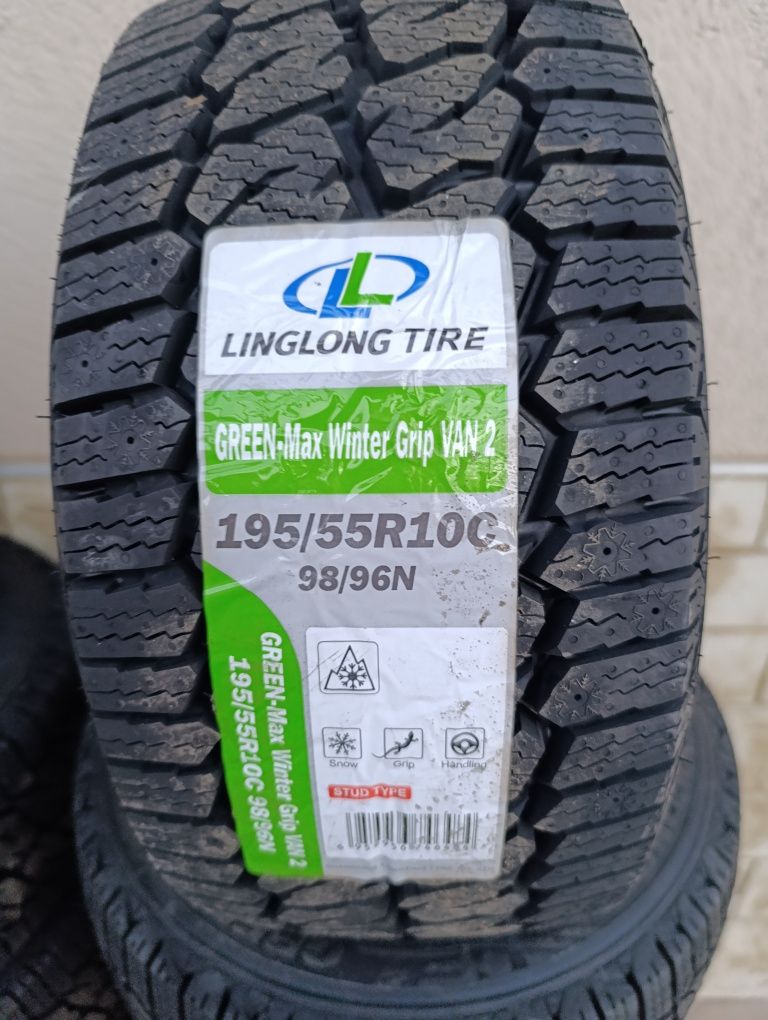 LINGLONG TIRE
GREEN-Max Winter Grip VAN 2
195/55R10C
98/96N
GREEN-Max Winter Grip VAN 2
195/55R10C 98/96N
Snow
Grip
Handling
STUD TYPE